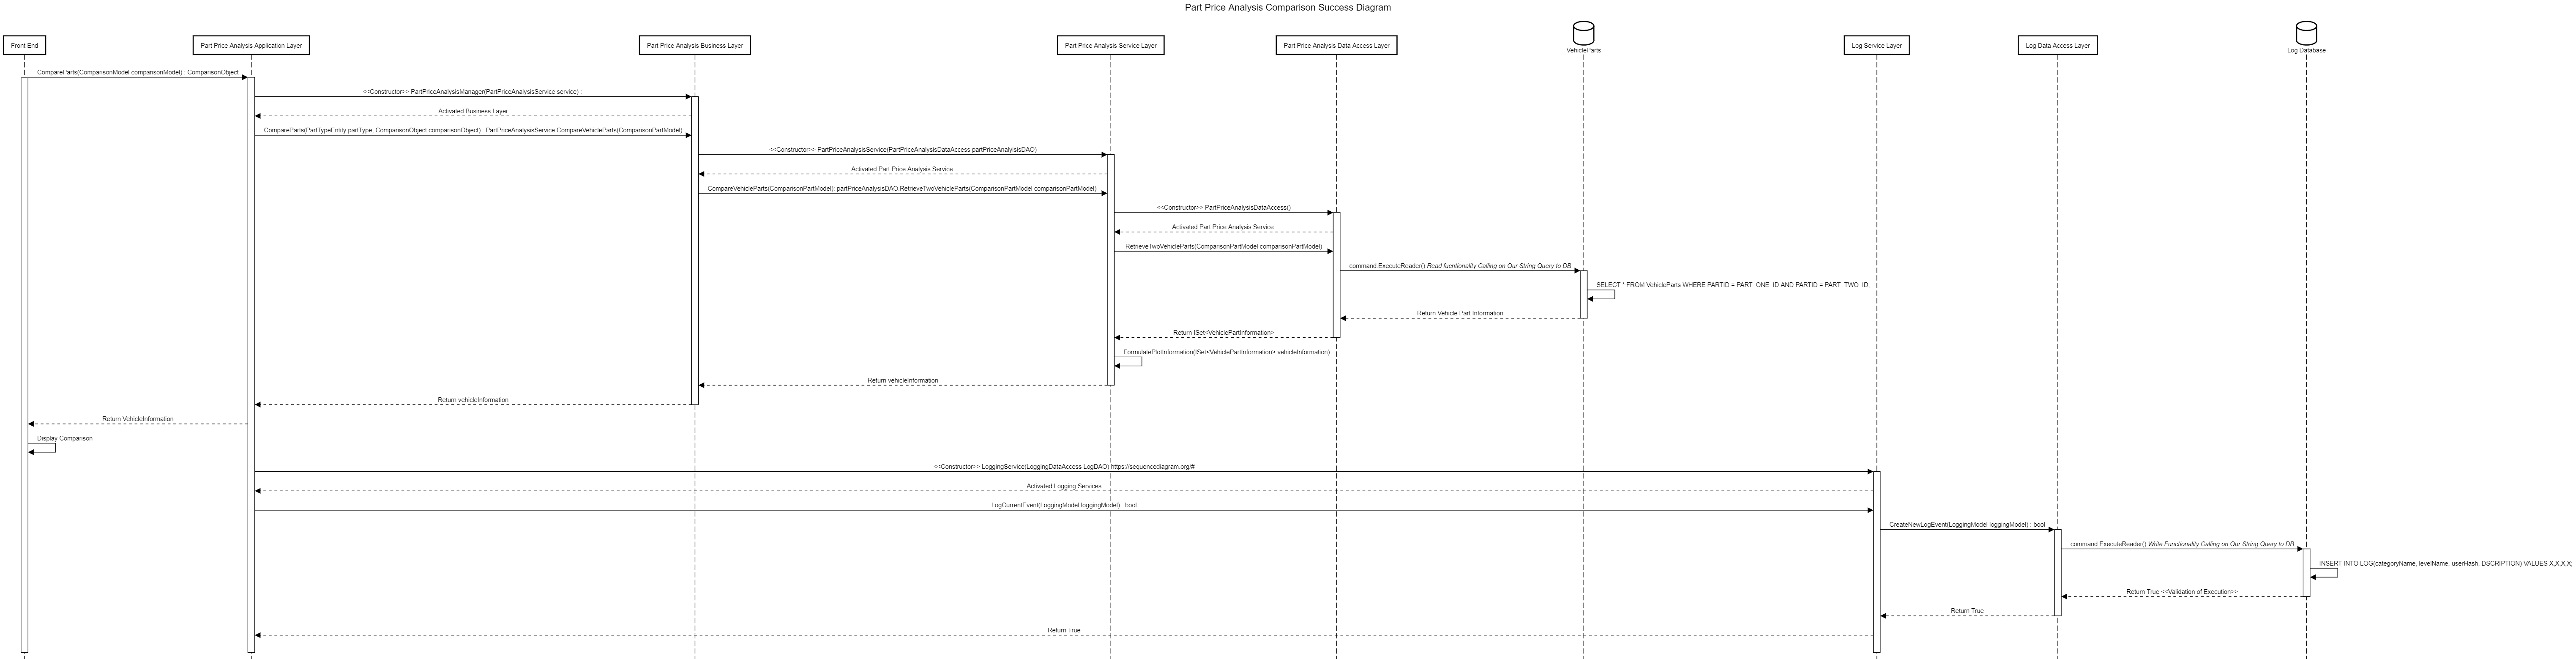 Part Price Analysis Comparison Success Diagram
Front End
Part Price Analysis Application Layer
Part Price Analysis Business Layer
Part Price Analysis Service Layer
Part Price Analysis Data Access Layer
VehicleParts
Log Service Layer
Log Data Access Layer
Log Database
CompareParts(ComparisonModel comparisonModel) : ComparisonObject
<<Constructor>> PartPriceAnalysisManager(PartPriceAnalysisService service) :
Activated Business Layer
CompareParts(PartTypeEntity partType, ComparisonObject comparisonObject) : PartPriceAnalysisService.CompareVehicleParts(ComparisonPartModel)
<<Constructor>> PartPriceAnalysisService(PartPriceAnalysisDataAccess partPriceAnalyisisDAO)
Activated Part Price Analysis Service
CompareVehicleParts(ComparisonPartModel): partPriceAnalysisDAO.RetrieveTwoVehicleParts(ComparisonPartModel comparisonPartModel)
<<Constructor>> PartPriceAnalysisDataAccess()
Activated Part Price Analysis Service
RetrieveTwoVehicleParts(ComparisonPartModel comparisonPartModel)
command.ExecuteReader() Read fucntionality Calling on Our String Query to DB
SELECT * FROM VehicleParts WHERE PARTID = PART_ONE_ID AND PARTID = PART_TWO_ID;
Return Vehicle Part Information
Return ISet<VehiclePartInformation>
FormulatePlotInformation(ISet<VehiclePartInformation> vehicleInformation)
Return vehicleInformation
Return vehicleInformation
Return VehicleInformation
Display Comparison
<<Constructor>> LoggingService(LoggingDataAccess LogDAO) https://sequencediagram.org/#
Activated Logging Services
LogCurrentEvent(LoggingModel loggingModel) : bool
CreateNewLogEvent(LoggingModel loggingModel) : bool
command.ExecuteReader() Write Functionality Calling on Our String Query to DB
INSERT INTO LOG(categoryName, levelName, userHash, DSCRIPTION) VALUES X,X,X,X;
Return True <<Validation of Execution>>
Return True
Return True